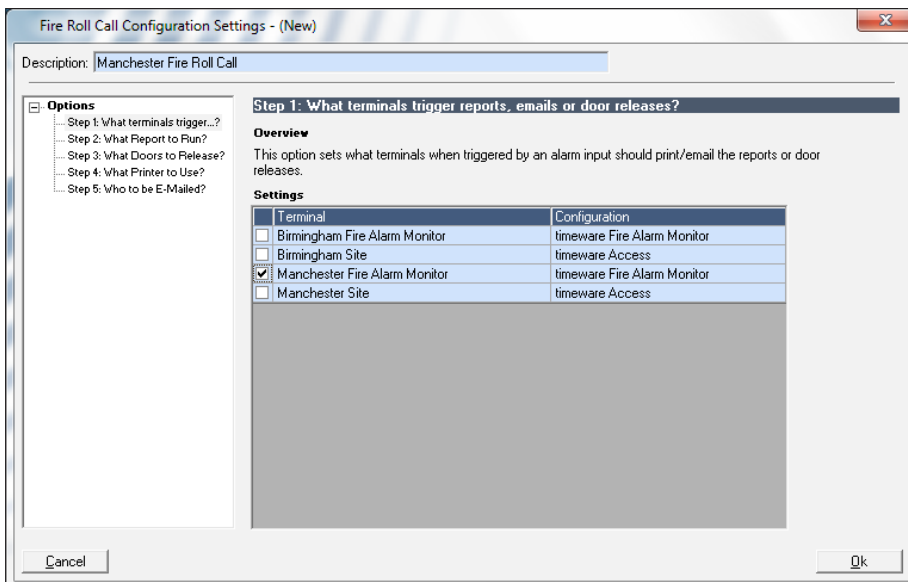 Fire Roll Call Configuration Settings - (New)
Description: Manchester Fire Roll Call
Options
Step 1: What terminals trigger...?
Step 2: What Report to Run?
Step 3: What Doors to Release?
Step 4: What Printer to Use?
Step 5: Who to be E-Mailed?
Step 1: What terminals trigger reports, emails or door releases?
Overview
This option sets what terminals when triggered by an alarm input should print/email the reports or door
releases.
Settings
Terminal Configuration
Birmingham Fire Alarm Monitor timeware Fire Alarm Monitor
Birmingham Site timeware Access
Manchester Fire Alarm Monitor timeware Fire Alarm Monitor
Manchester Site timeware Access
Cancel Ok